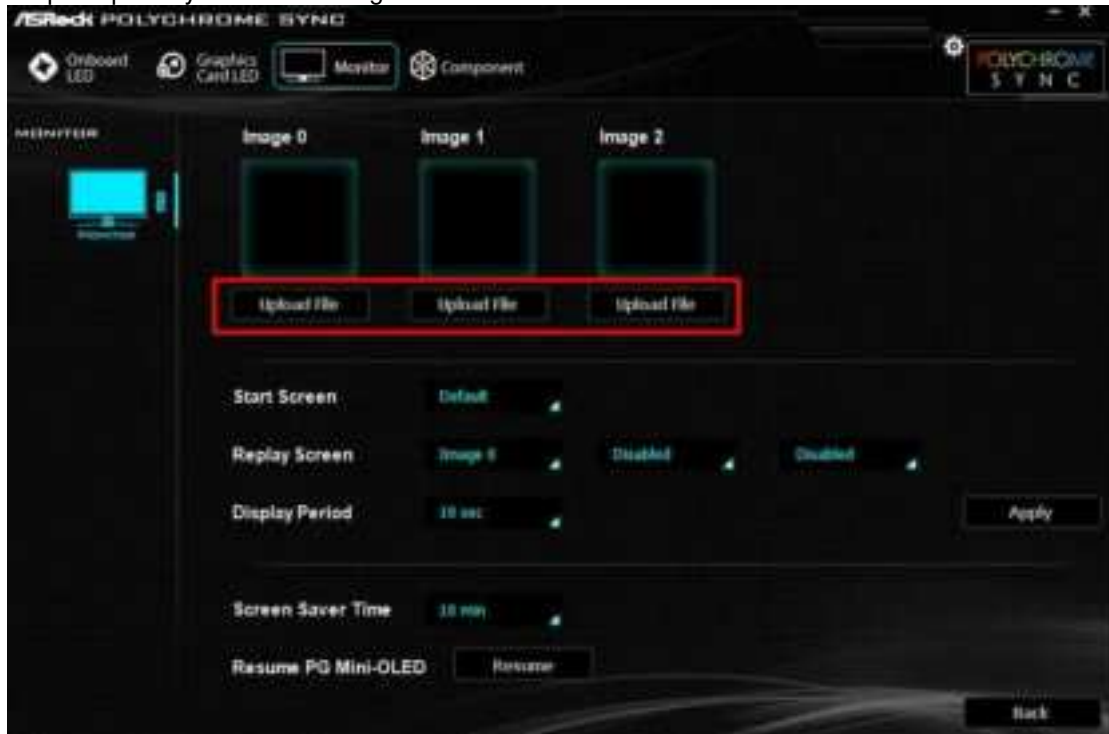 ASRock POLYCHROME SYNC
Onboard LED
Graphics Card LED
Monitor
Component
POLYCHROME SYNC
MONITOR
Image 0 Image 1 Image 2
MONITOR
Upload File Upload File Upload File
Start Screen Default
Replay Screen Image 0 Disabled Disabled
Display Period 10 sec
Apply
Screen Saver Time 10 min
Resume PG Mini-OLED Resume
Back